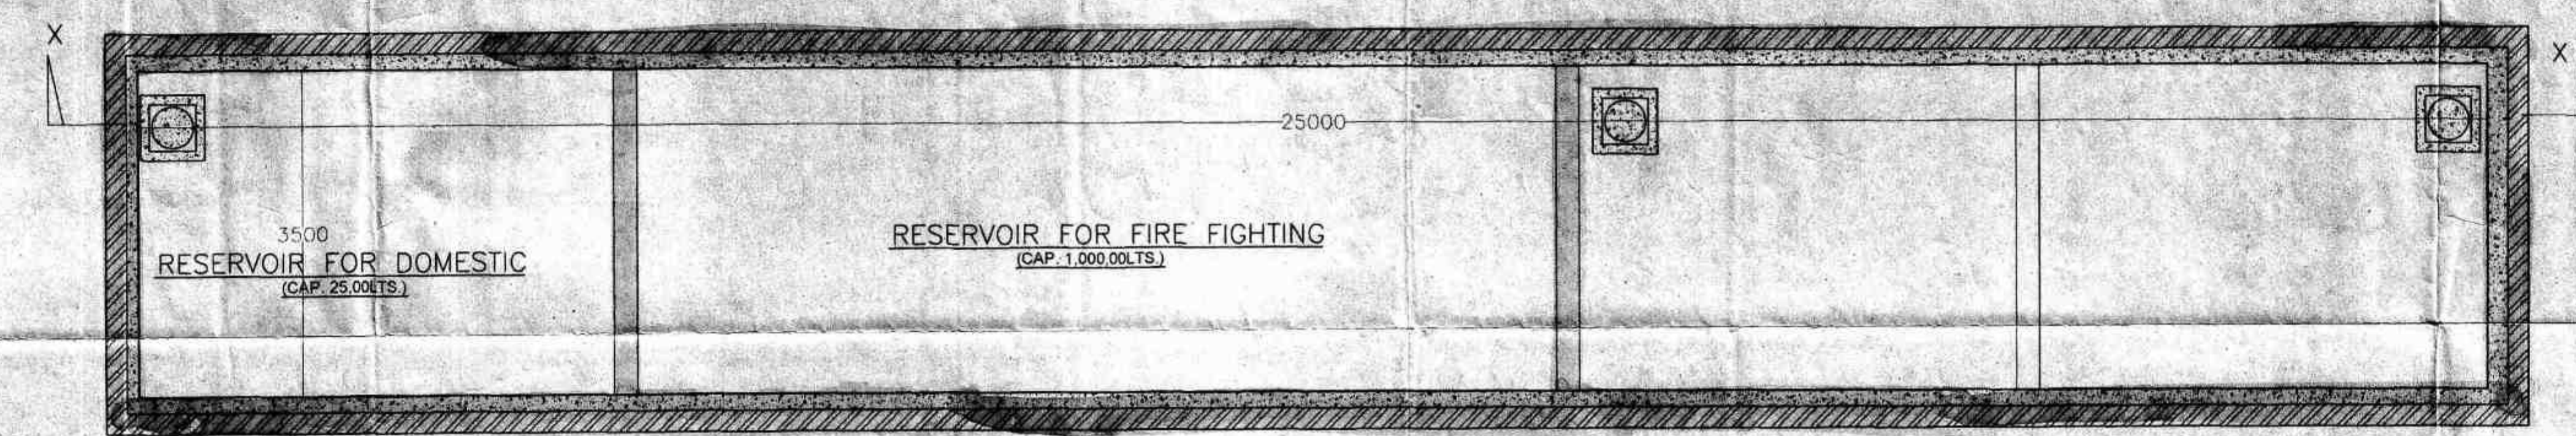 X
X
25000
3500
RESERVOIR FOR DOMESTIC
(CAP. 25,00LTS.)
RESERVOIR FOR FIRE FIGHTING
(CAP. 1,000,00LTS.)